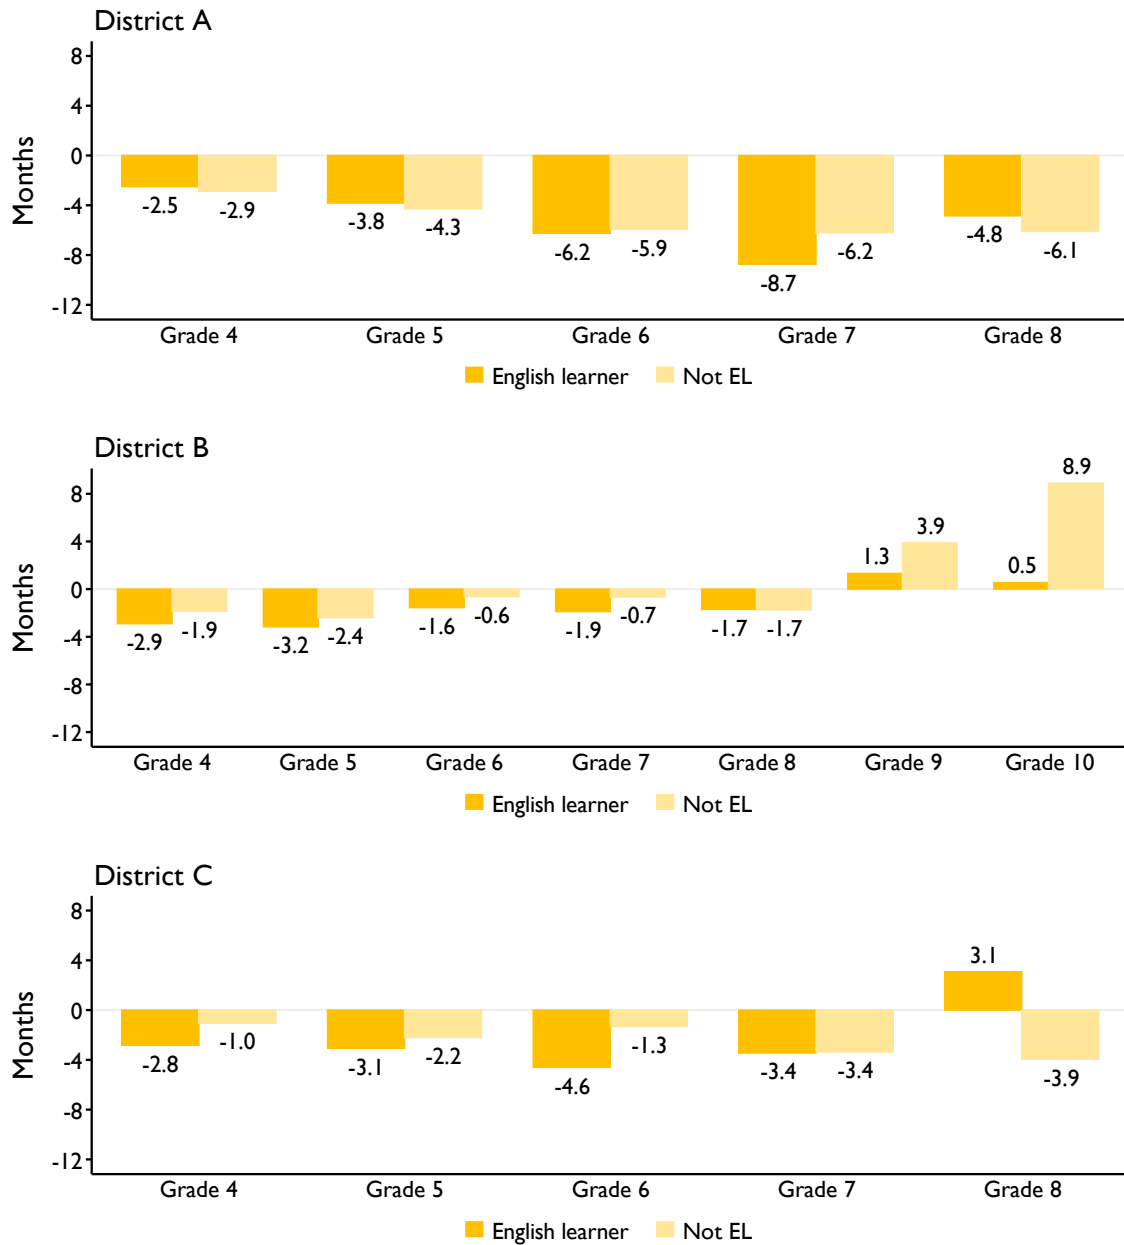 District A
Months
8
4
0
-4
-8
-12
-2.5 -2.9 -3.8 -4.3 -6.2 -5.9 -8.7 -6.2 -4.8 -6.1
Grade 4 Grade 5 Grade 6 Grade 7 Grade 8
English learner Not EL
District B
Months
8
4
0
-4
-8
-12
-2.9 -1.9 -3.2 -2.4 -1.6 -0.6 -1.9 -0.7 -1.7 -1.7 1.3 3.9 0.5 8.9
Grade 4 Grade 5 Grade 6 Grade 7 Grade 8 Grade 9 Grade 10
English learner Not EL
District C
Months
8
4
0
-4
-8
-12
-2.8 -1.0 -3.1 -2.2 -4.6 -1.3 -3.4 -3.4 3.1 -3.9
Grade 4 Grade 5 Grade 6 Grade 7 Grade 8
English learner Not EL